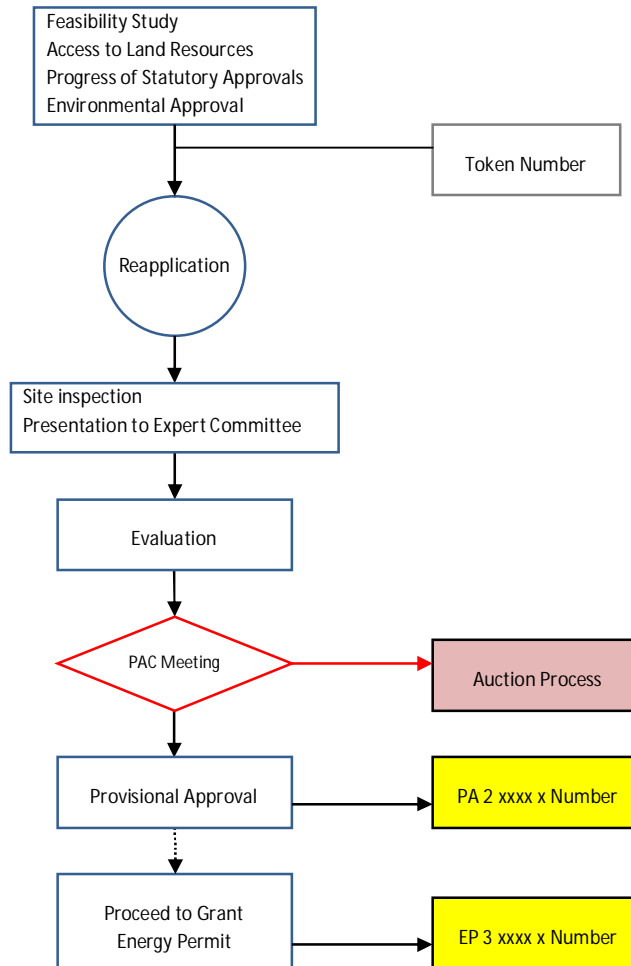 Feasibility Study
Access to Land Resources
Progress of Statutory Approvals
Environmental Approval
Token Number
Reapplication
Site inspection
Presentation to Expert Committee
Evaluation
PAC Meeting
Auction Process
Provisional Approval
PA 2 xxxx x Number
Proceed to Grant
Energy Permit
EP 3 xxxx x Number